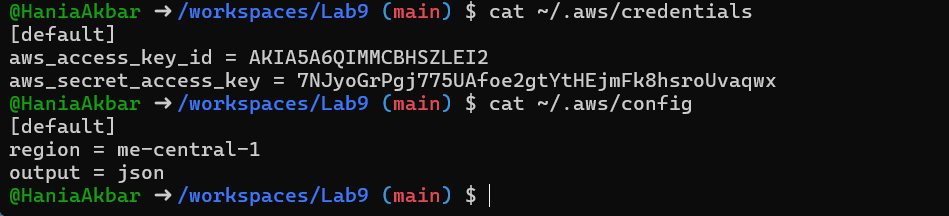 @HaniaAkbar ➜ /workspaces/Lab9 (main) $ cat ~/.aws/credentials
[default]
aws_access_key_id = AKIA5A6QIMMCBHSZLEI2
aws_secret_access_key = 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
@HaniaAkbar ➜ /workspaces/Lab9 (main) $ cat ~/.aws/config
[default]
region = me-central-1
output = json
@HaniaAkbar ➜ /workspaces/Lab9 (main) $